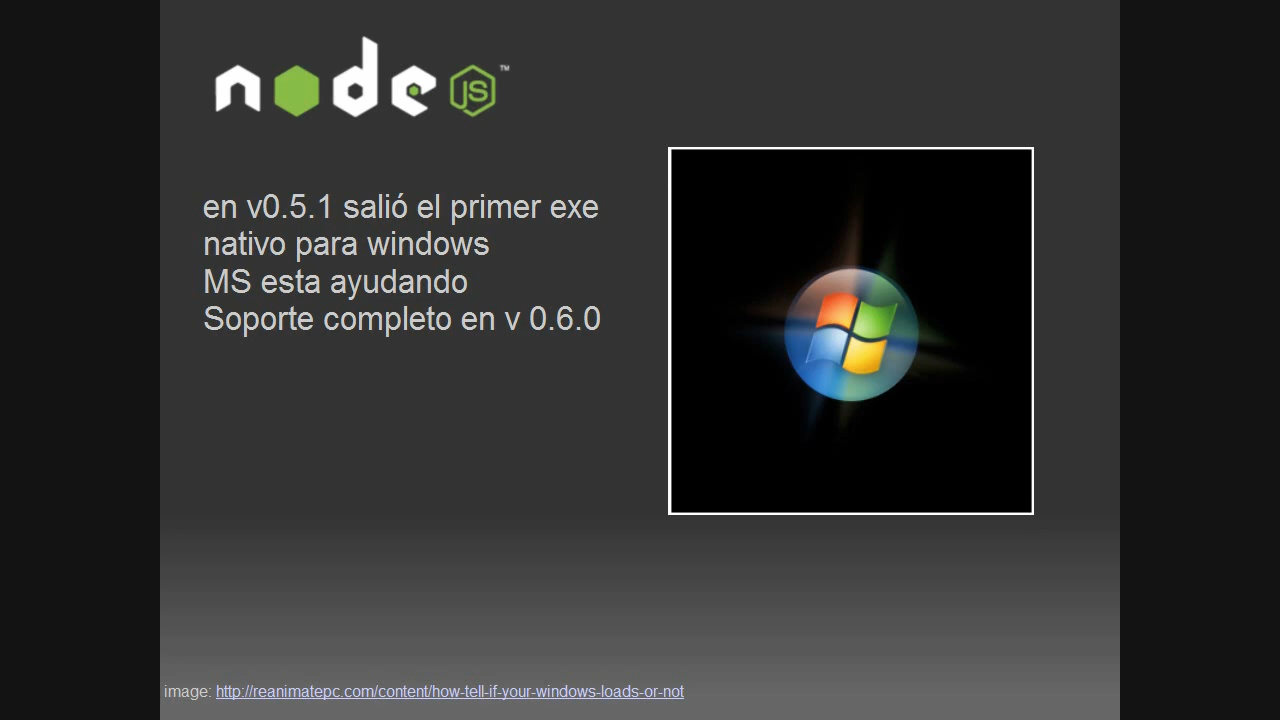 node JS ™
en v0.5.1 salió el primer exe
nativo para windows
MS esta ayudando
Soporte completo en v 0.6.0
image: http://reanimatepc.com/content/how-tell-if-your-windows-loads-or-not